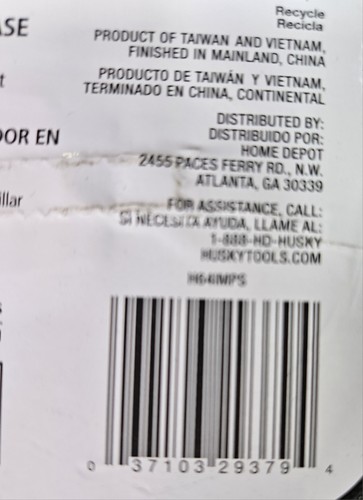 Recycle
Recicla
ASE
PRODUCT OF TAIWAN AND VIETNAM,
FINISHED IN MAINLAND, CHINA
t
PRODUCTO DE TAIWÁN Y VIETNAM,
TERMINADO EN CHINA, CONTINENTAL
DISTRIBUTED BY:
DOR EN
DISTRIBUIDO POR:
HOME DEPOT
2455 PACES FERRY RD., N.W.
ATLANTA, GA 30339
illar
FOR ASSISTANCE, CALL:
SI NECESITA AYUDA, LLAME AL:
1-888-HD-HUSKY
HUSKYTOOLS.COM
0 37103 29379 4